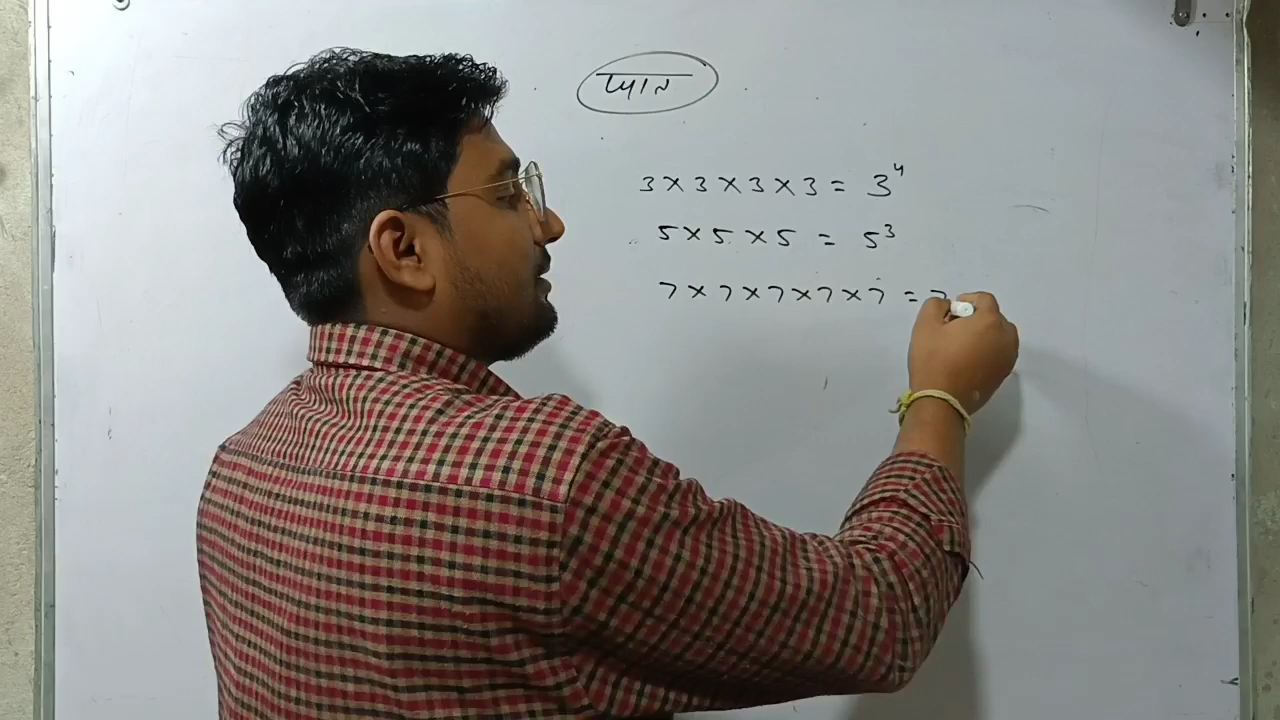 घात
3 × 3 × 3 × 3 = 3⁴
5 × 5 × 5 = 5³
7 × 7 × 7 × 7 × 7 = 7